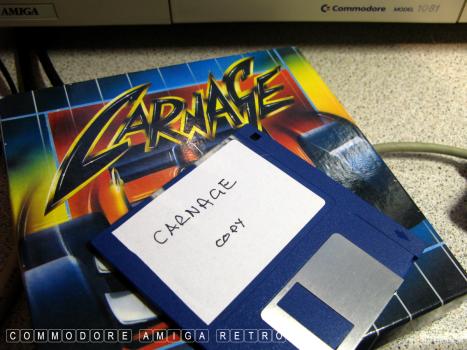 AMIGA
Commodore MODEL 1081
CARNAGE
CARNAGE
COPY
COMMODORE AMIGA RETRO